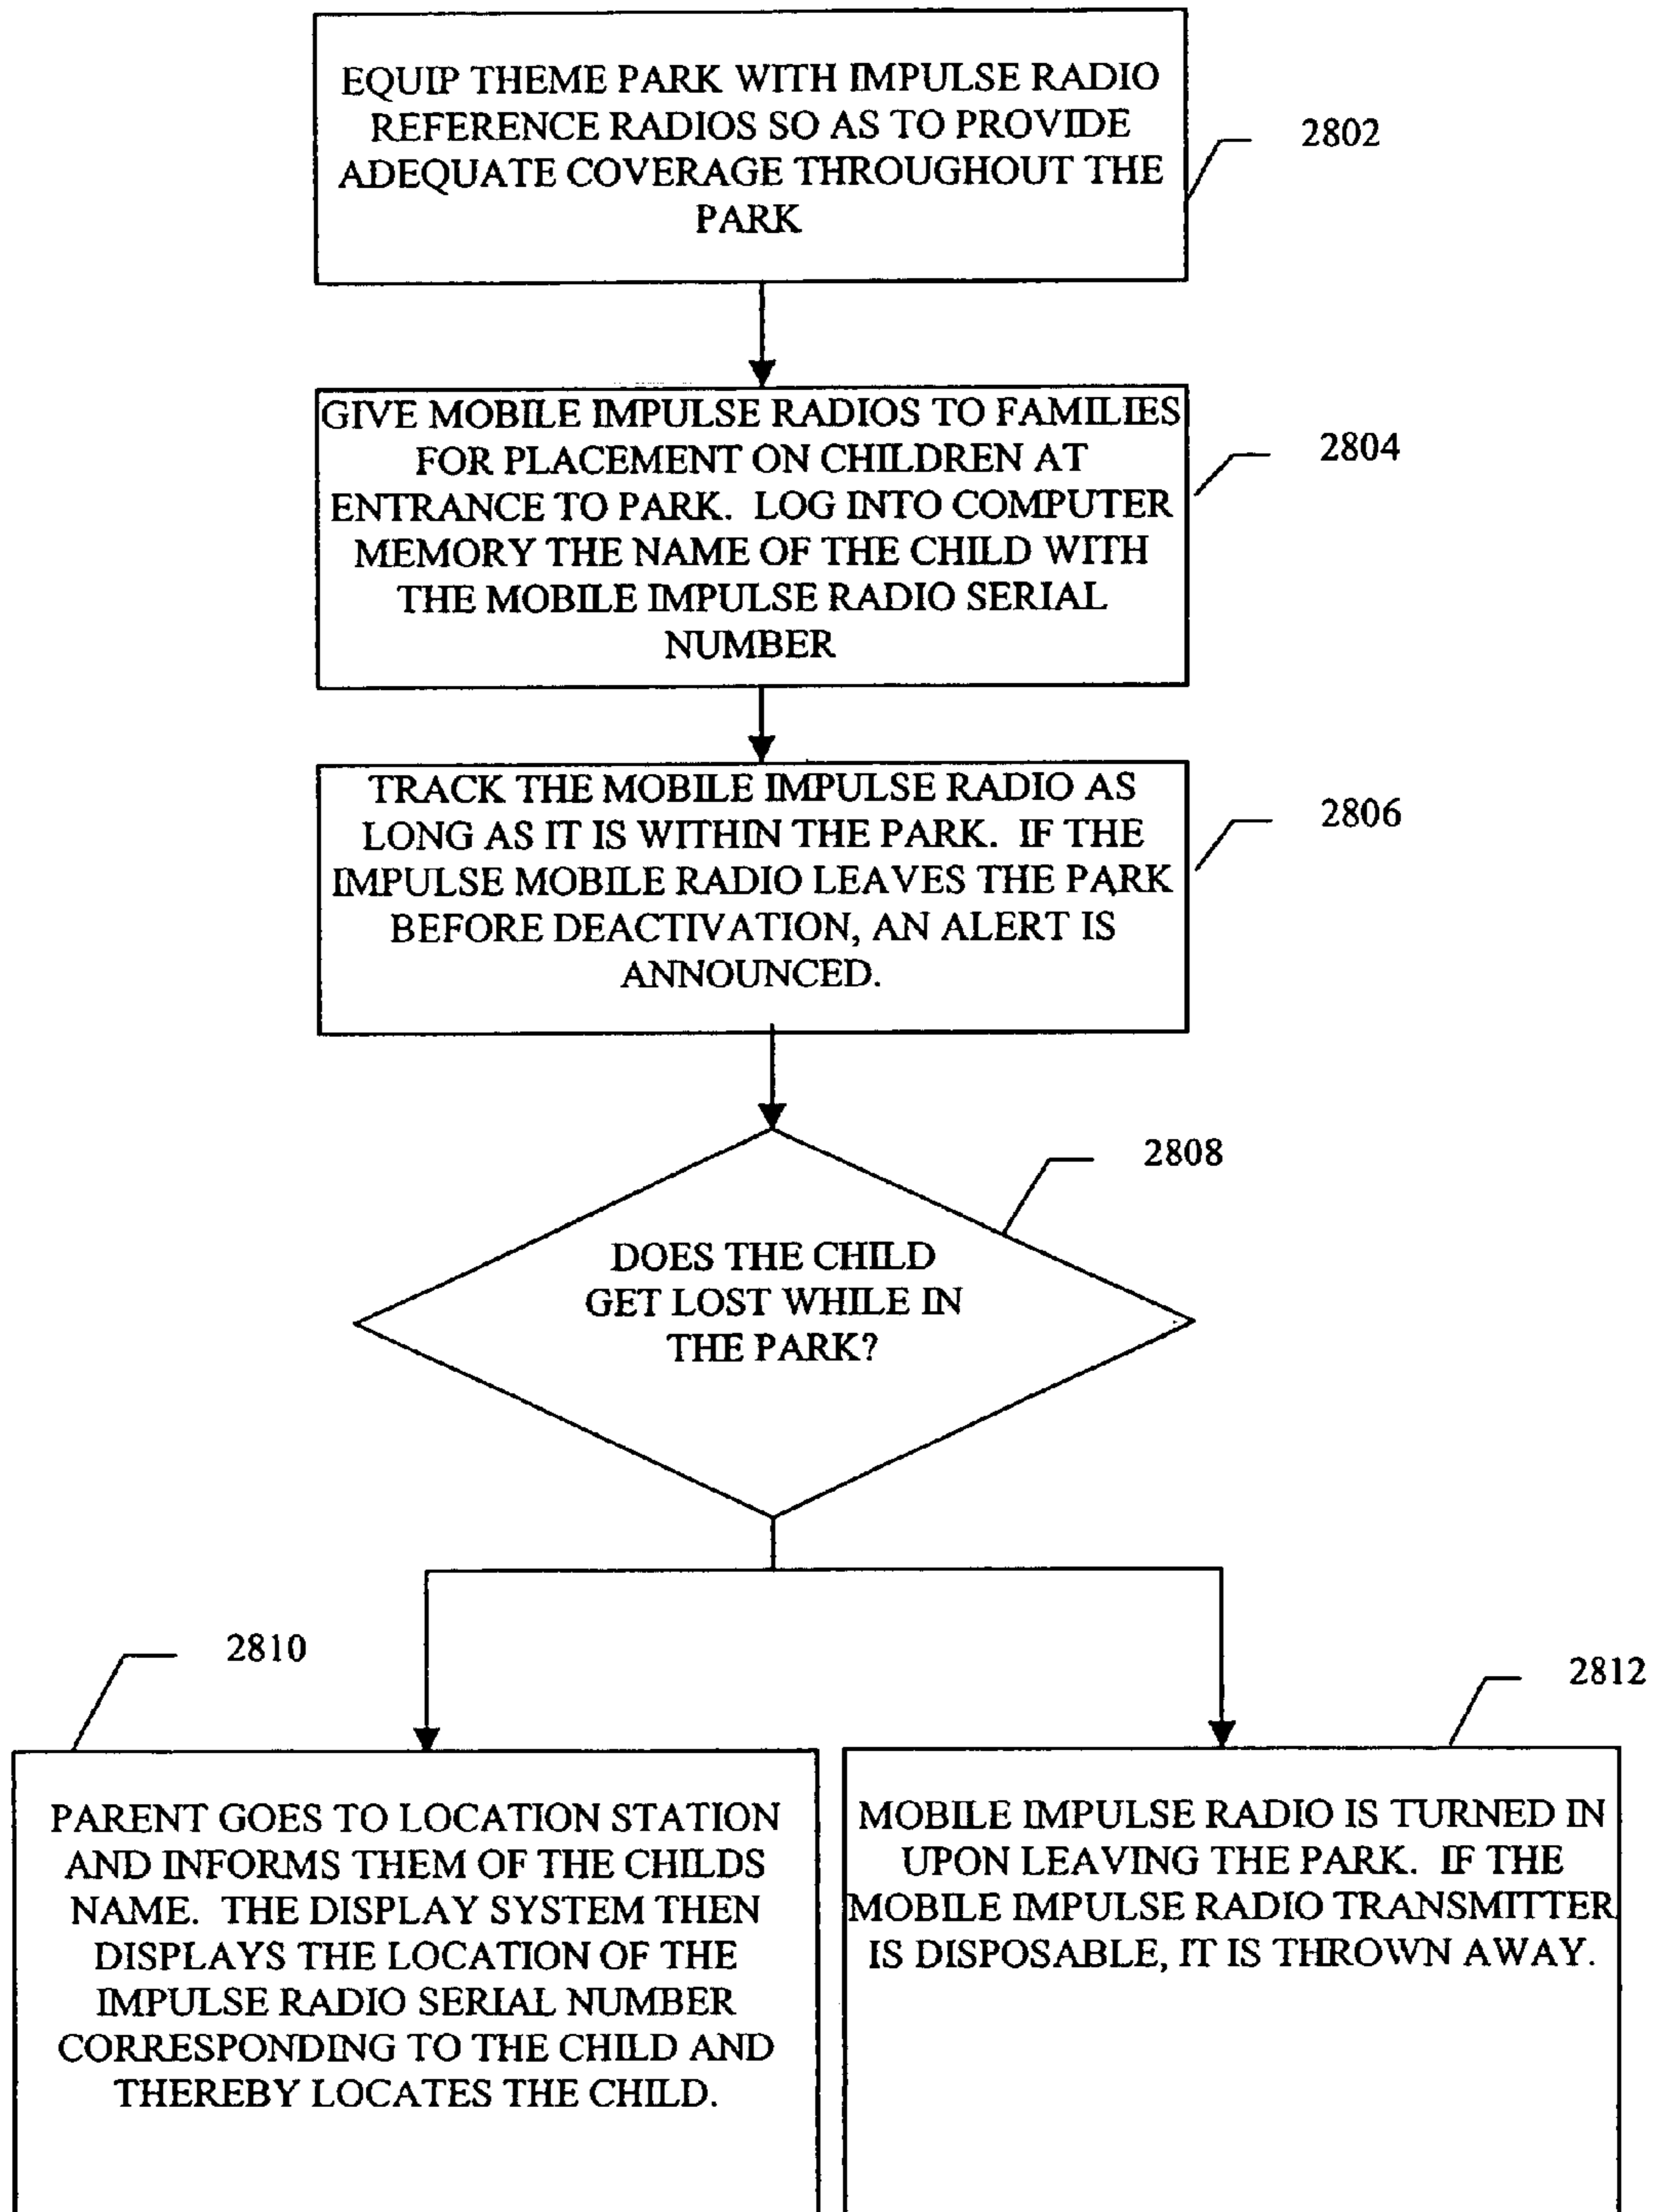 EQUIP THEME PARK WITH IMPULSE RADIO
REFERENCE RADIOS SO AS TO PROVIDE
ADEQUATE COVERAGE THROUGHOUT THE
PARK
2802
GIVE MOBILE IMPULSE RADIOS TO FAMILIES
FOR PLACEMENT ON CHILDREN AT
ENTRANCE TO PARK. LOG INTO COMPUTER
MEMORY THE NAME OF THE CHILD WITH
THE MOBILE IMPULSE RADIO SERIAL
NUMBER
2804
TRACK THE MOBILE IMPULSE RADIO AS
LONG AS IT IS WITHIN THE PARK. IF THE
IMPULSE MOBILE RADIO LEAVES THE PARK
BEFORE DEACTIVATION, AN ALERT IS
ANNOUNCED.
2806
2808
DOES THE CHILD
GET LOST WHILE IN
THE PARK?
2810
PARENT GOES TO LOCATION STATION
AND INFORMS THEM OF THE CHILDS
NAME. THE DISPLAY SYSTEM THEN
DISPLAYS THE LOCATION OF THE
IMPULSE RADIO SERIAL NUMBER
CORRESPONDING TO THE CHILD AND
THEREBY LOCATES THE CHILD.
2812
MOBILE IMPULSE RADIO IS TURNED IN
UPON LEAVING THE PARK. IF THE
MOBILE IMPULSE RADIO TRANSMITTER
IS DISPOSABLE, IT IS THROWN AWAY.